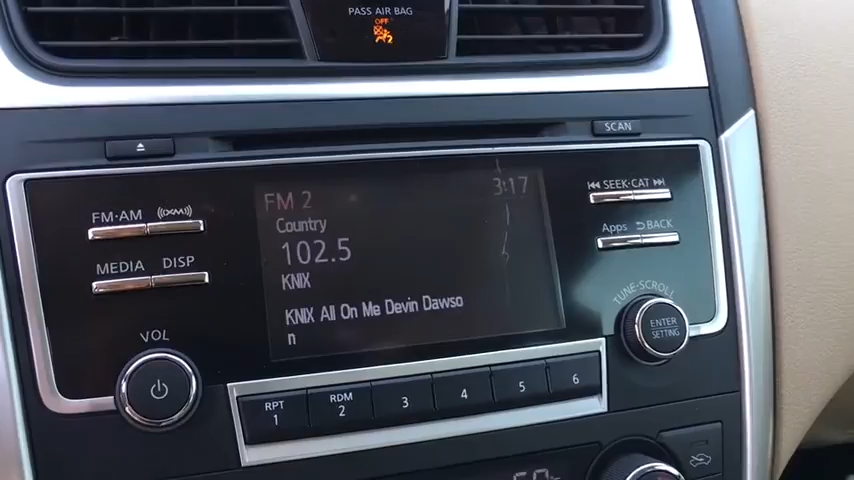 PASS AIR BAG
OFF
SCAN
FM·AM
(XM)
MEDIA
DISP
VOL
FM 2
3:17
Country
102.5
KNIX
KNIX All On Me Devin Dawso
n
SEEK·CAT
Apps
BACK
TUNE·SCROLL
ENTER
SETTING
RPT
1
RDM
2
3
4
5
6